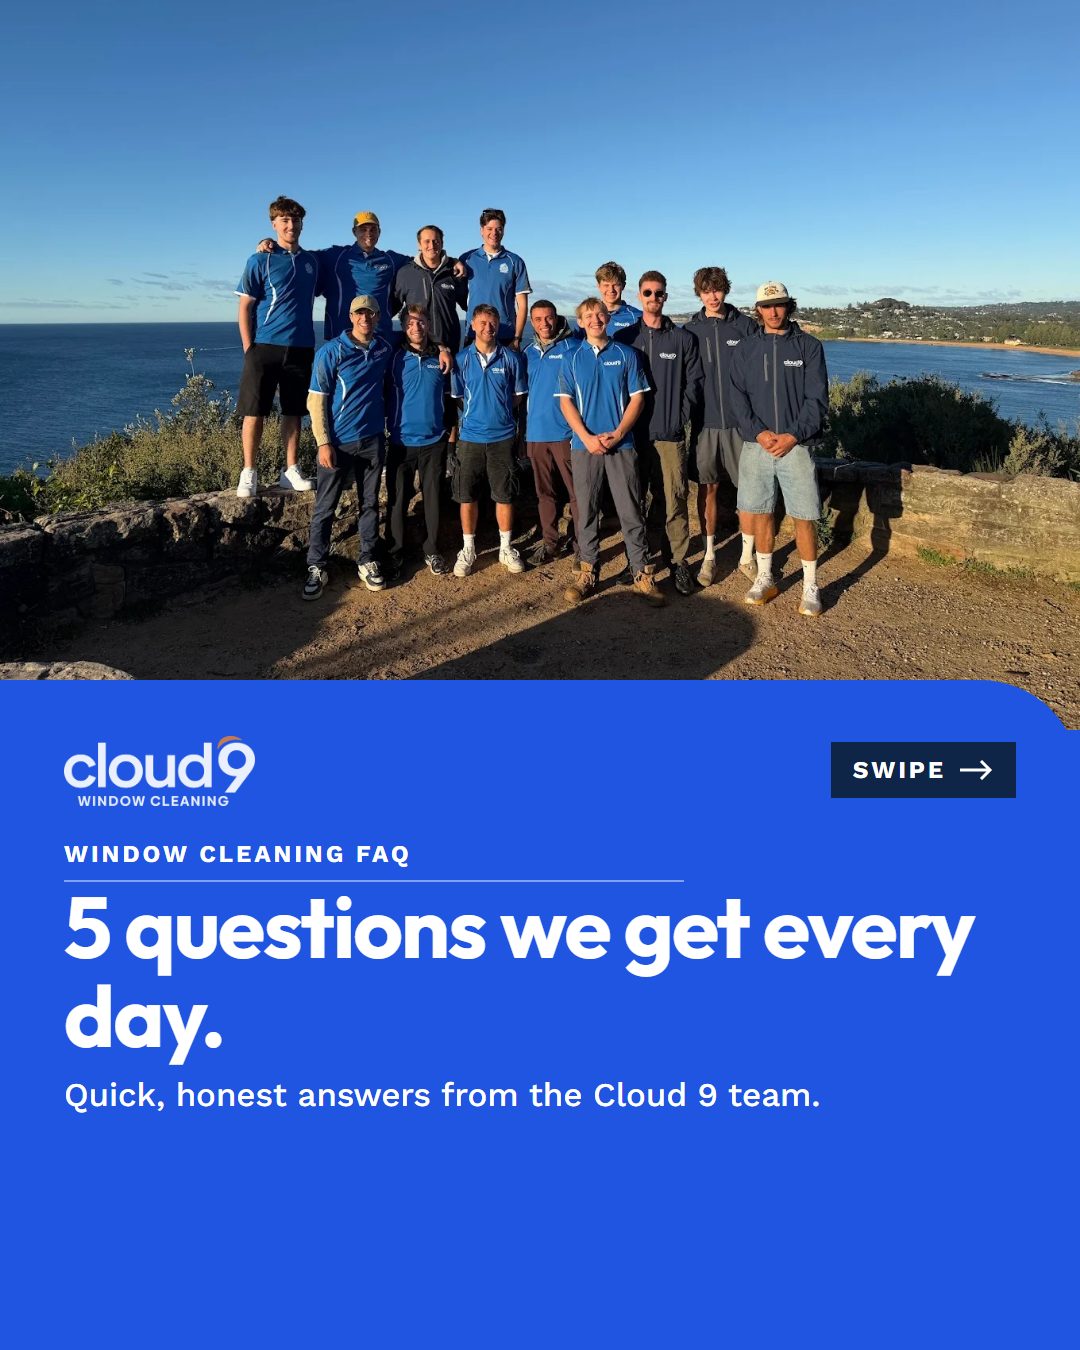 cloud9
WINDOW CLEANING
SWIPE
WINDOW CLEANING FAQ
5 questions we get every
day.
Quick, honest answers from the Cloud 9 team.